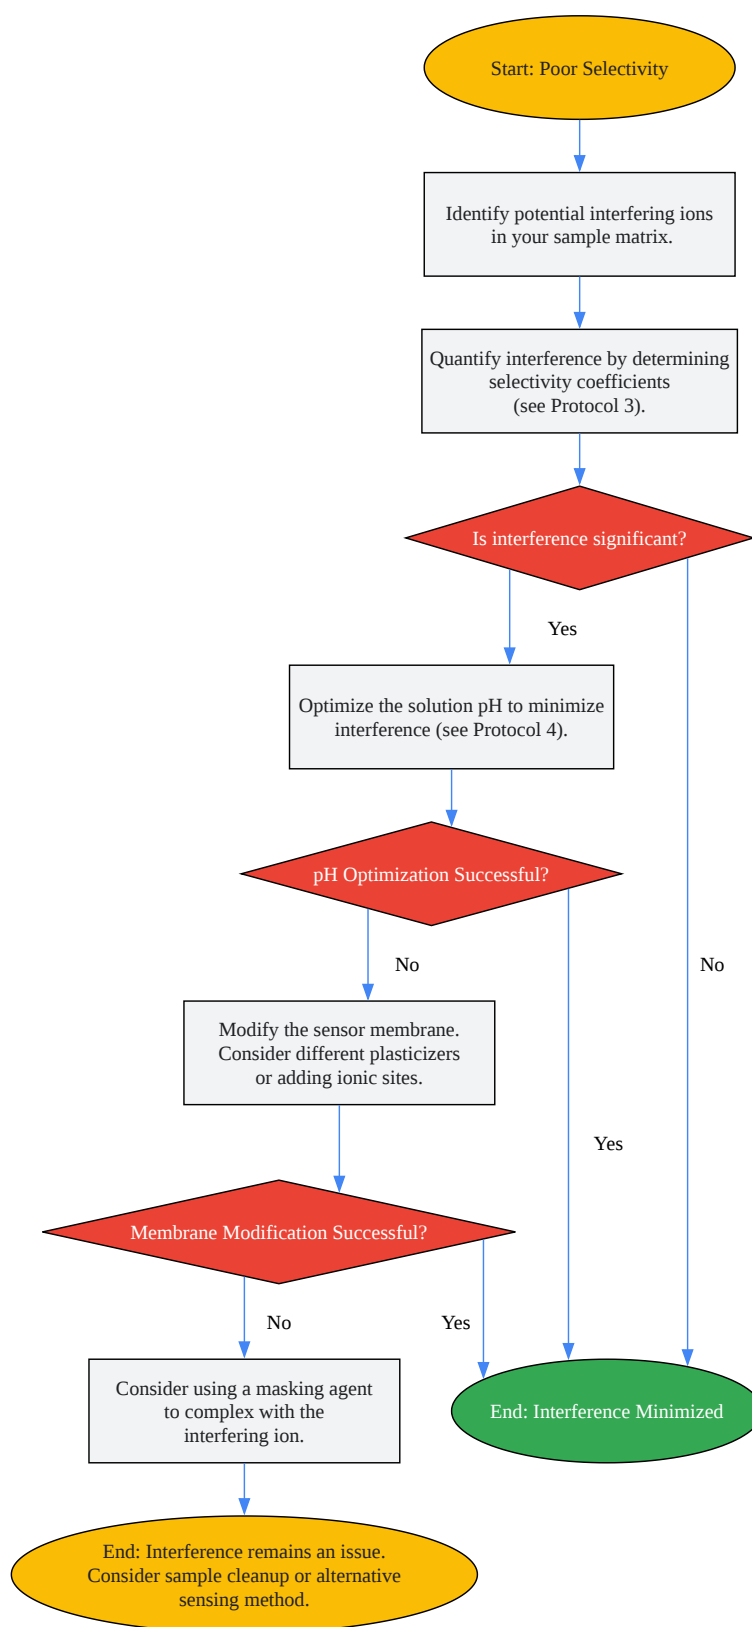 Start: Poor Selectivity
Identify potential interfering ions
in your sample matrix.
Quantify interference by determining
selectivity coefficients
(see Protocol 3).
Is interference significant?
Yes
Optimize the solution pH to minimize
interference (see Protocol 4).
pH Optimization Successful?
No
No
Modify the sensor membrane.
Consider different plasticizers
or adding ionic sites.
Yes
Membrane Modification Successful?
No
Yes
Consider using a masking agent
to complex with the
interfering ion.
End: Interference Minimized
End: Interference remains an issue.
Consider sample cleanup or alternative
sensing method.